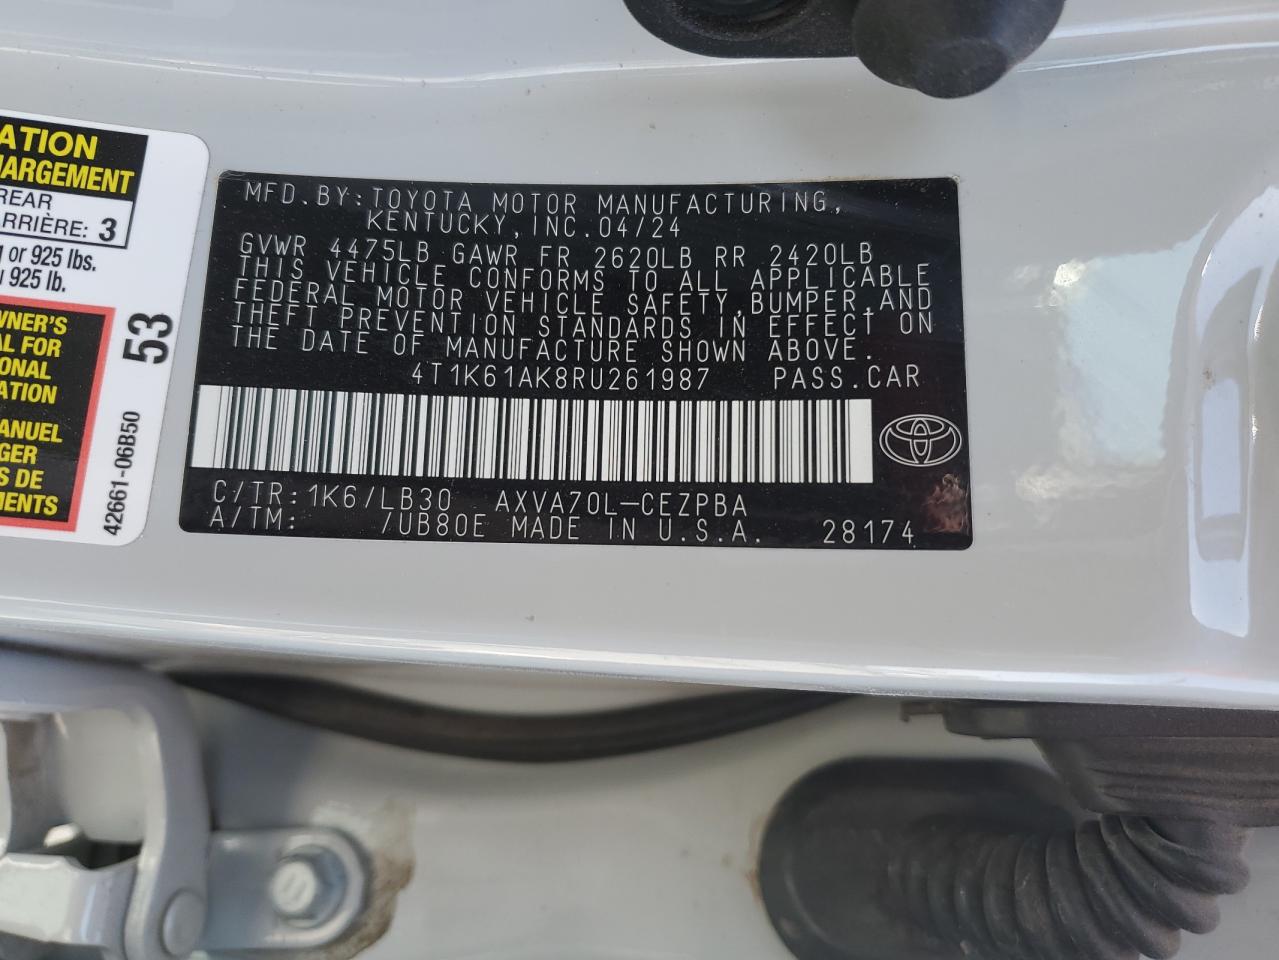 ATION
HARGEMENT
REAR
ARRIÈRE: 3
or 925 lbs.
925 lb.
WNER'S
AL FOR
ONAL
ATION
ANUEL
GER
S DE
MENTS
53
42661-06B50
MFD.BY:TOYOTA MOTOR MANUFACTURING,
KENTUCKY,INC.04/24
GVWR 4475LB GAWR FR 2620LB RR 2420LB
THIS VEHICLE CONFORMS TO ALL APPLICABLE
FEDERAL MOTOR VEHICLE SAFETY,BUMPER,AND
THEFT PREVENTION STANDARDS IN EFFECT ON
THE DATE OF MANUFACTURE SHOWN ABOVE.
4T1K61AK8RU261987 PASS.CAR
C/TR:1K6/LB30 AXVA70L-CEZPBA
A/TM: /UB80E MADE IN U.S.A. 28174